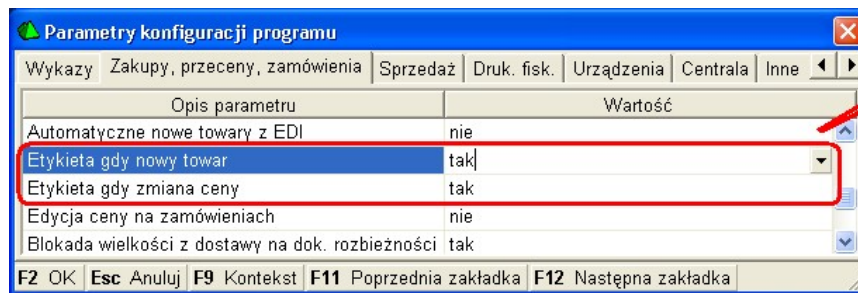 Parametry konfiguracji programu
Wykazy Zakupy, przeceny, zamówienia Sprzedaż Druk. fisk. Urządzenia Centrala Inne
Opis parametru Wartość
Automatyczne nowe towary z EDI nie
Etykieta gdy nowy towar tak
Etykieta gdy zmiana ceny tak
Edycja ceny na zamówieniach nie
Blokada wielkości z dostawy na dok. rozbieżności tak
F2 OK Esc Anuluj F9 Kontekst F11 Poprzednia zakładka F12 Następna zakładka